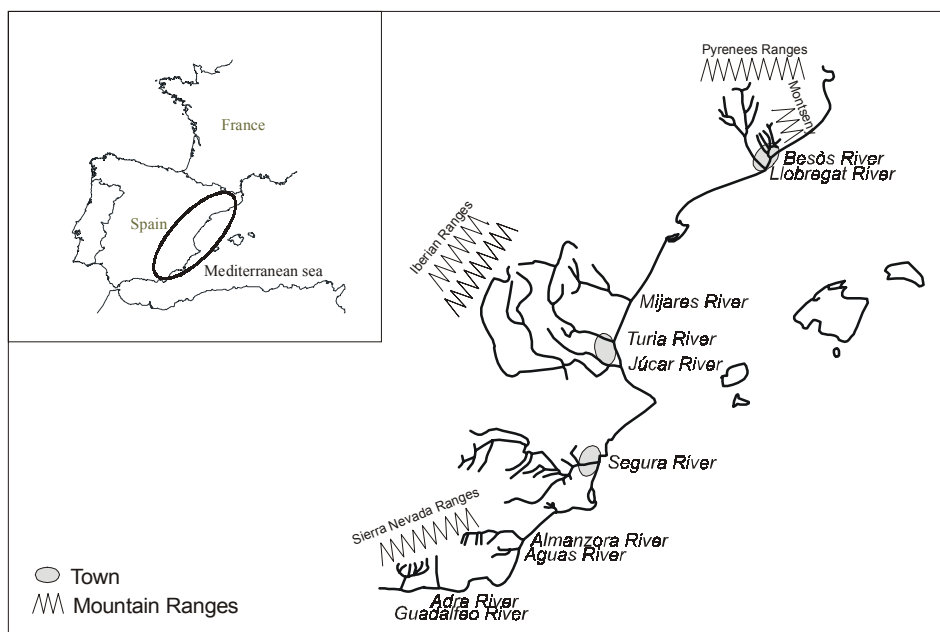 France
Spain
Mediterranean sea
Pyrenees Ranges
Montseny
Besòs River
Llobregat River
Iberian Ranges
Mijares River
Turia River
Júcar River
Segura River
Sierra Nevada Ranges
Almanzora River
Aguas River
Adra River
Guadalfeo River
Town
Mountain Ranges